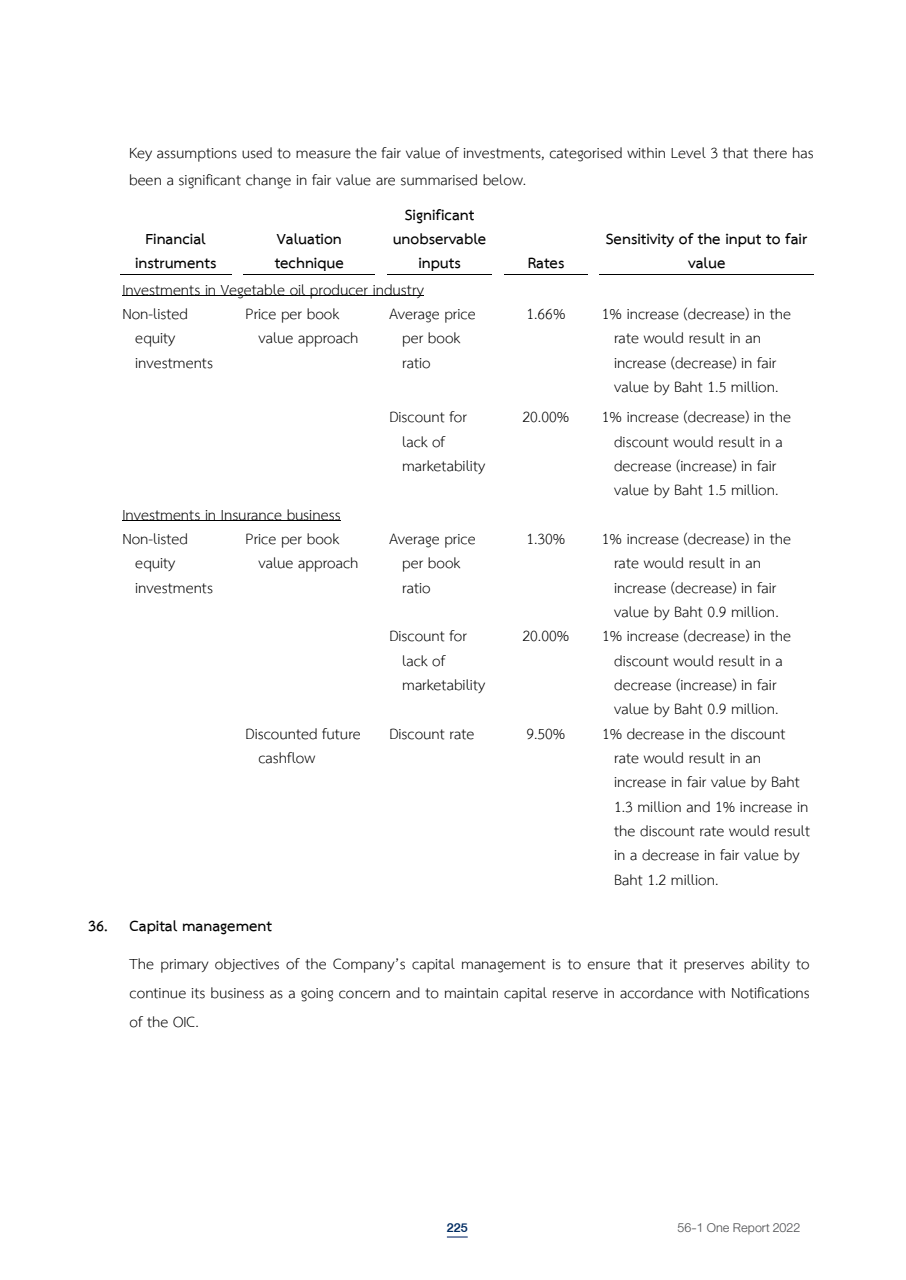 Key assumptions used to measure the fair value of investments, categorised within Level 3 that there has
been a significant change in fair value are summarised below.
Financial instruments
Valuation technique
Significant unobservable inputs
Rates
Sensitivity of the input to fair value
Investments in Vegetable oil producer industry
Non-listed equity investments
Price per book value approach
Average price per book ratio
1.66%
1% increase (decrease) in the
rate would result in an
increase (decrease) in fair
value by Baht 1.5 million.
Discount for lack of marketability
20.00%
1% increase (decrease) in the
discount would result in a
decrease (increase) in fair
value by Baht 1.5 million.
Investments in Insurance business
Non-listed equity investments
Price per book value approach
Average price per book ratio
1.30%
1% increase (decrease) in the
rate would result in an
increase (decrease) in fair
value by Baht 0.9 million.
Discount for lack of marketability
20.00%
1% increase (decrease) in the
discount would result in a
decrease (increase) in fair
value by Baht 0.9 million.
Discounted future cashflow
Discount rate
9.50%
1% decrease in the discount
rate would result in an
increase in fair value by Baht
1.3 million and 1% increase in
the discount rate would result
in a decrease in fair value by
Baht 1.2 million.
36. Capital management
The primary objectives of the Company's capital management is to ensure that it preserves ability to
continue its business as a going concern and to maintain capital reserve in accordance with Notifications
of the OIC.
225
56-1 One Report 2022